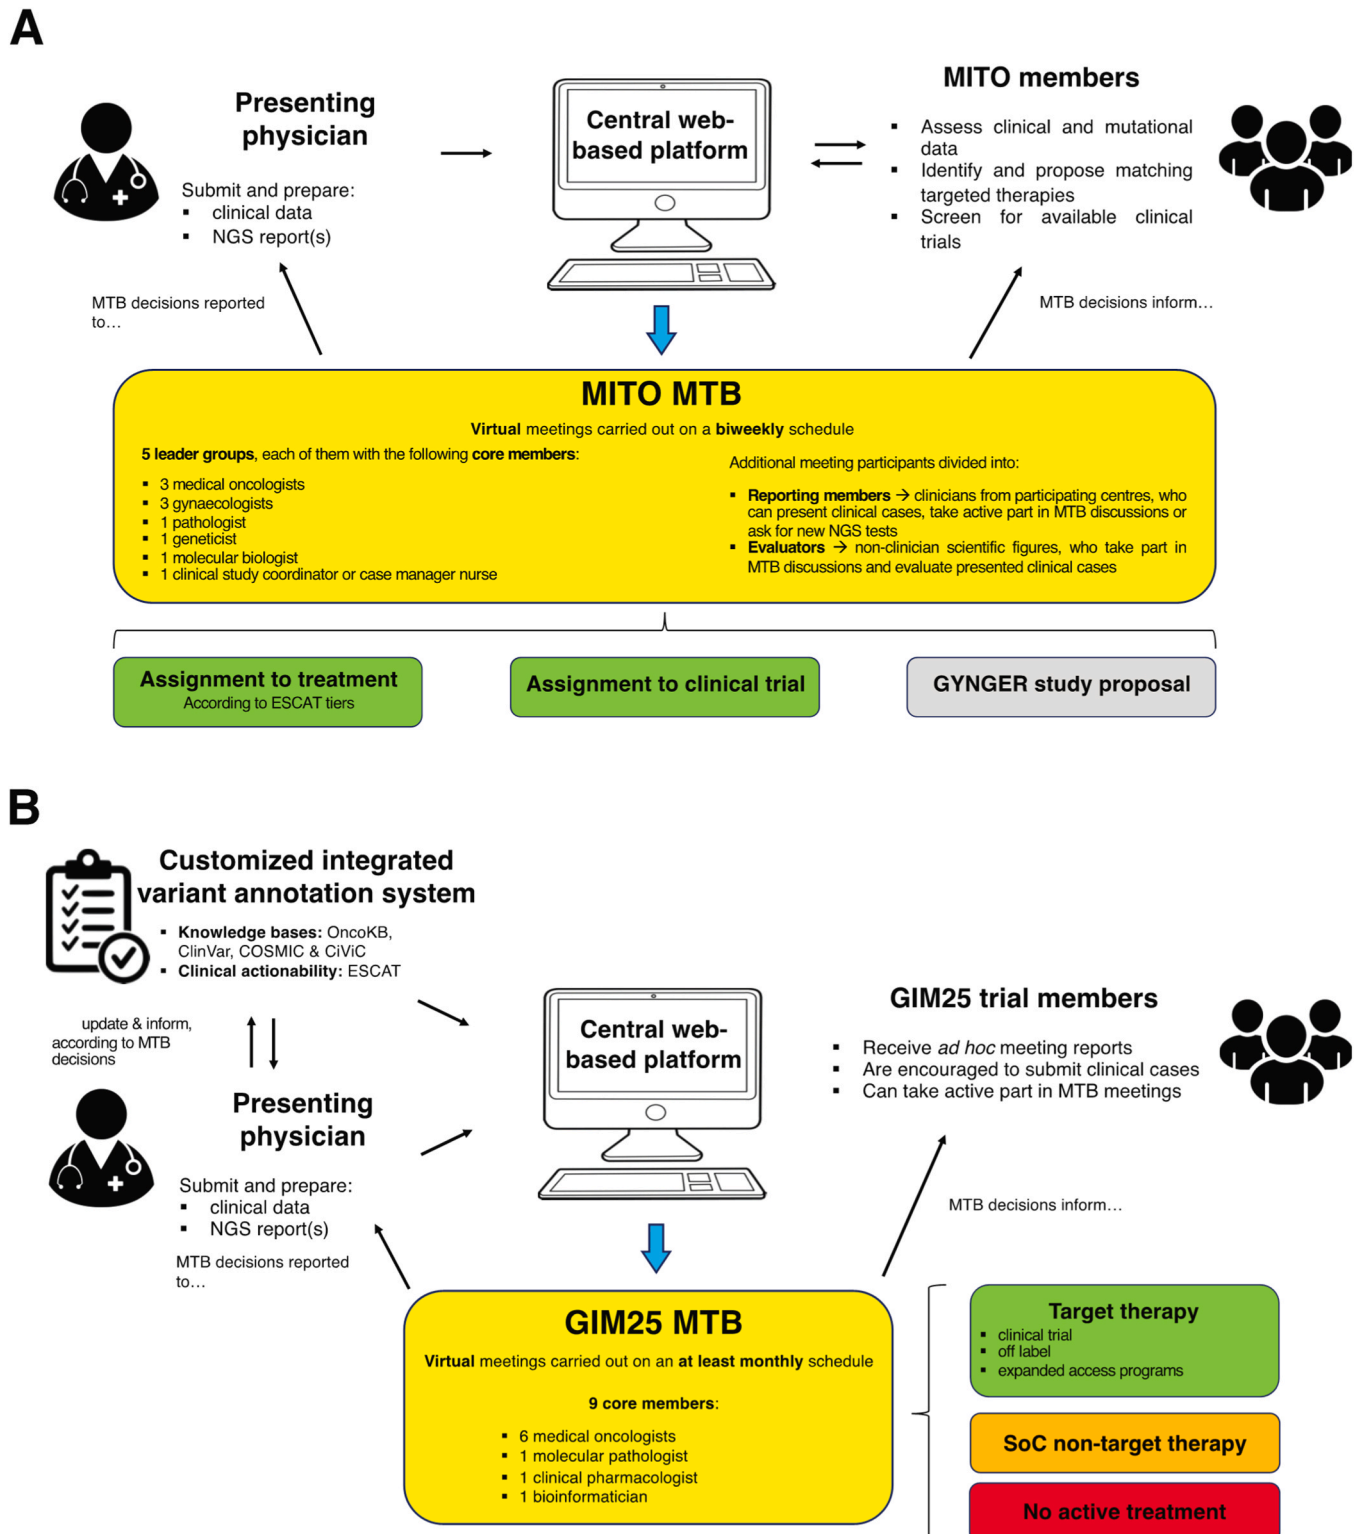 A
Presenting
physician
Submit and prepare:
▪ clinical data
▪ NGS report(s)
Central web-
based platform
MITO members
▪ Assess clinical and mutational
data
▪ Identify and propose matching
targeted therapies
▪ Screen for available clinical
trials
MTB decisions reported
to…
MTB decisions inform…
MITO MTB
Virtual meetings carried out on a biweekly schedule
5 leader groups, each of them with the following core members:
▪ 3 medical oncologists
▪ 3 gynaecologists
▪ 1 pathologist
▪ 1 geneticist
▪ 1 molecular biologist
▪ 1 clinical study coordinator or case manager nurse
Additional meeting participants divided into:
▪ Reporting members → clinicians from participating centres, who
can present clinical cases, take active part in MTB discussions or
ask for new NGS tests
▪ Evaluators → non-clinician scientific figures, who take part in
MTB discussions and evaluate presented clinical cases
Assignment to treatment
According to ESCAT tiers
Assignment to clinical trial
GYNGER study proposal
B
Customized integrated
variant annotation system
▪ Knowledge bases: OncoKB,
ClinVar, COSMIC & CiViC
▪ Clinical actionability: ESCAT
update & inform,
according to MTB
decisions
Presenting
physician
Submit and prepare:
▪ clinical data
▪ NGS report(s)
MTB decisions reported
to…
Central web-
based platform
GIM25 trial members
▪ Receive ad hoc meeting reports
▪ Are encouraged to submit clinical cases
▪ Can take active part in MTB meetings
MTB decisions inform…
GIM25 MTB
Virtual meetings carried out on an at least monthly schedule
9 core members:
▪ 6 medical oncologists
▪ 1 molecular pathologist
▪ 1 clinical pharmacologist
▪ 1 bioinformatician
Target therapy
▪ clinical trial
▪ off label
▪ expanded access programs
SoC non-target therapy
No active treatment